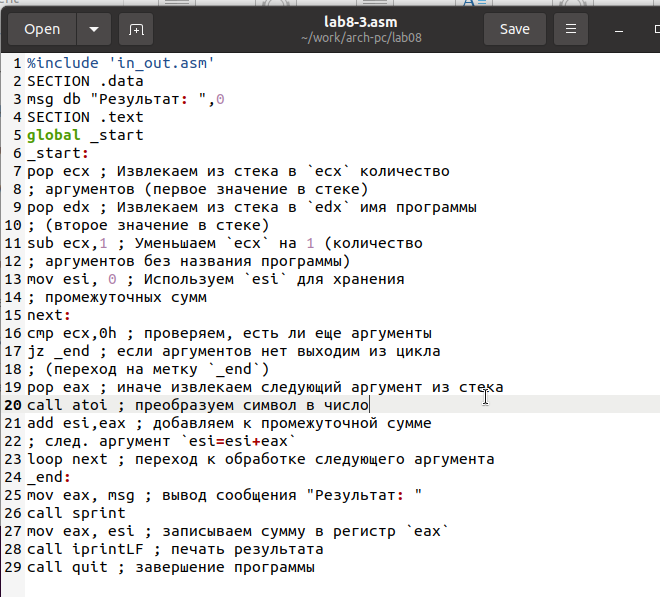 Open
lab8-3.asm
~/work/arch-pc/lab08
Save
1 %include 'in_out.asm'
2 SECTION .data
3 msg db "Результат: ",0
4 SECTION .text
5 global _start
6 _start:
7 pop ecx ; Извлекаем из стека в `ecx` количество
8 ; аргументов (первое значение в стеке)
9 pop edx ; Извлекаем из стека в `edx` имя программы
10 ; (второе значение в стеке)
11 sub ecx,1 ; Уменьшаем `ecx` на 1 (количество
12 ; аргументов без названия программы)
13 mov esi, 0 ; Используем `esi` для хранения
14 ; промежуточных сумм
15 next:
16 cmp ecx,0h ; проверяем, есть ли еще аргументы
17 jz _end ; если аргументов нет выходим из цикла
18 ; (переход на метку `_end`)
19 pop eax ; иначе извлекаем следующий аргумент из стека
20 call atoi ; преобразуем символ в число
21 add esi,eax ; добавляем к промежуточной сумме
22 ; след. аргумент `esi=esi+eax`
23 loop next ; переход к обработке следующего аргумента
24 _end:
25 mov eax, msg ; вывод сообщения "Результат: "
26 call sprint
27 mov eax, esi ; записываем сумму в регистр `eax`
28 call iprintLF ; печать результата
29 call quit ; завершение программы